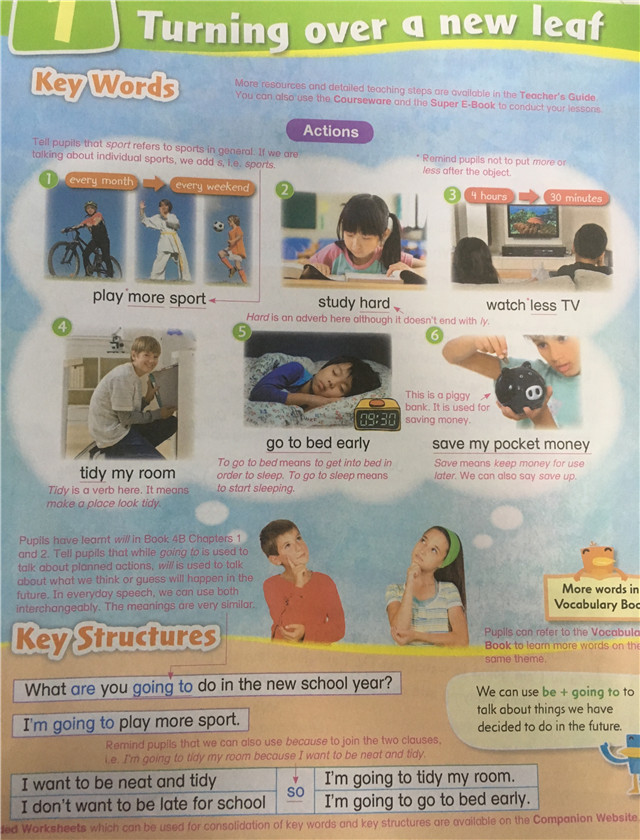 1
Turning over a new leaf
Key Words
More resources and detailed teaching steps are available in the Teacher's Guide.
You can also use the Courseware and the Super E-Book to conduct your lessons.
Actions
Tell pupils that sport refers to sports in general. If we are
talking about individual sports, we add s, i.e. sports.
* Remind pupils not to put more or
less after the object.
1 every month every weekend
play *more sport
2
study hard
3 4 hours 30 minutes
watch *less TV
Hard is an adverb here although it doesn't end with ly.
4
tidy my room
Tidy is a verb here. It means
make a place look tidy.
5
09:30
go to bed early
To go to bed means to get into bed in
order to sleep. To go to sleep means
to start sleeping.
6
This is a piggy
bank. It is used for
saving money.
save my pocket money
Save means keep money for use
later. We can also say save up.
Pupils have learnt will in Book 4B Chapters 1
and 2. Tell pupils that while going to is used to
talk about planned actions, will is used to talk
about what we think or guess will happen in the
future. In everyday speech, we can use both
interchangeably. The meanings are very similar.
More words in
Vocabulary Boo
Pupils can refer to the Vocabula
Book to learn more words on the
same theme.
Key Structures
What are you going to do in the new school year?
I'm going to play more sport.
We can use be + going to to
talk about things we have
decided to do in the future.
Remind pupils that we can also use because to join the two clauses,
i.e. I'm going to tidy my room because I want to be neat and tidy.
I want to be neat and tidy
I don't want to be late for school
so
I'm going to tidy my room.
I'm going to go to bed early.
ed Worksheets which can be used for consolidation of key words and key structures are available on the Companion Website